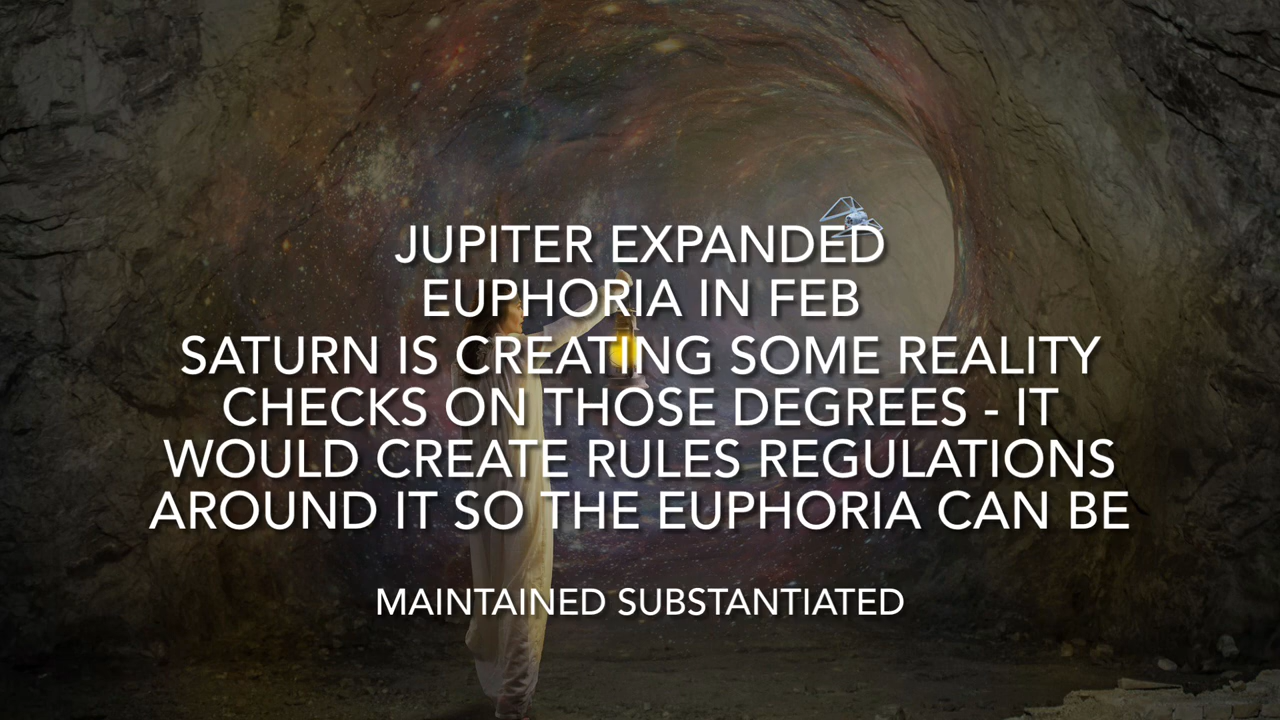 JUPITER EXPANDED
EUPHORIA IN FEB
SATURN IS CREATING SOME REALITY
CHECKS ON THOSE DEGREES - IT
WOULD CREATE RULES REGULATIONS
AROUND IT SO THE EUPHORIA CAN BE
MAINTAINED SUBSTANTIATED